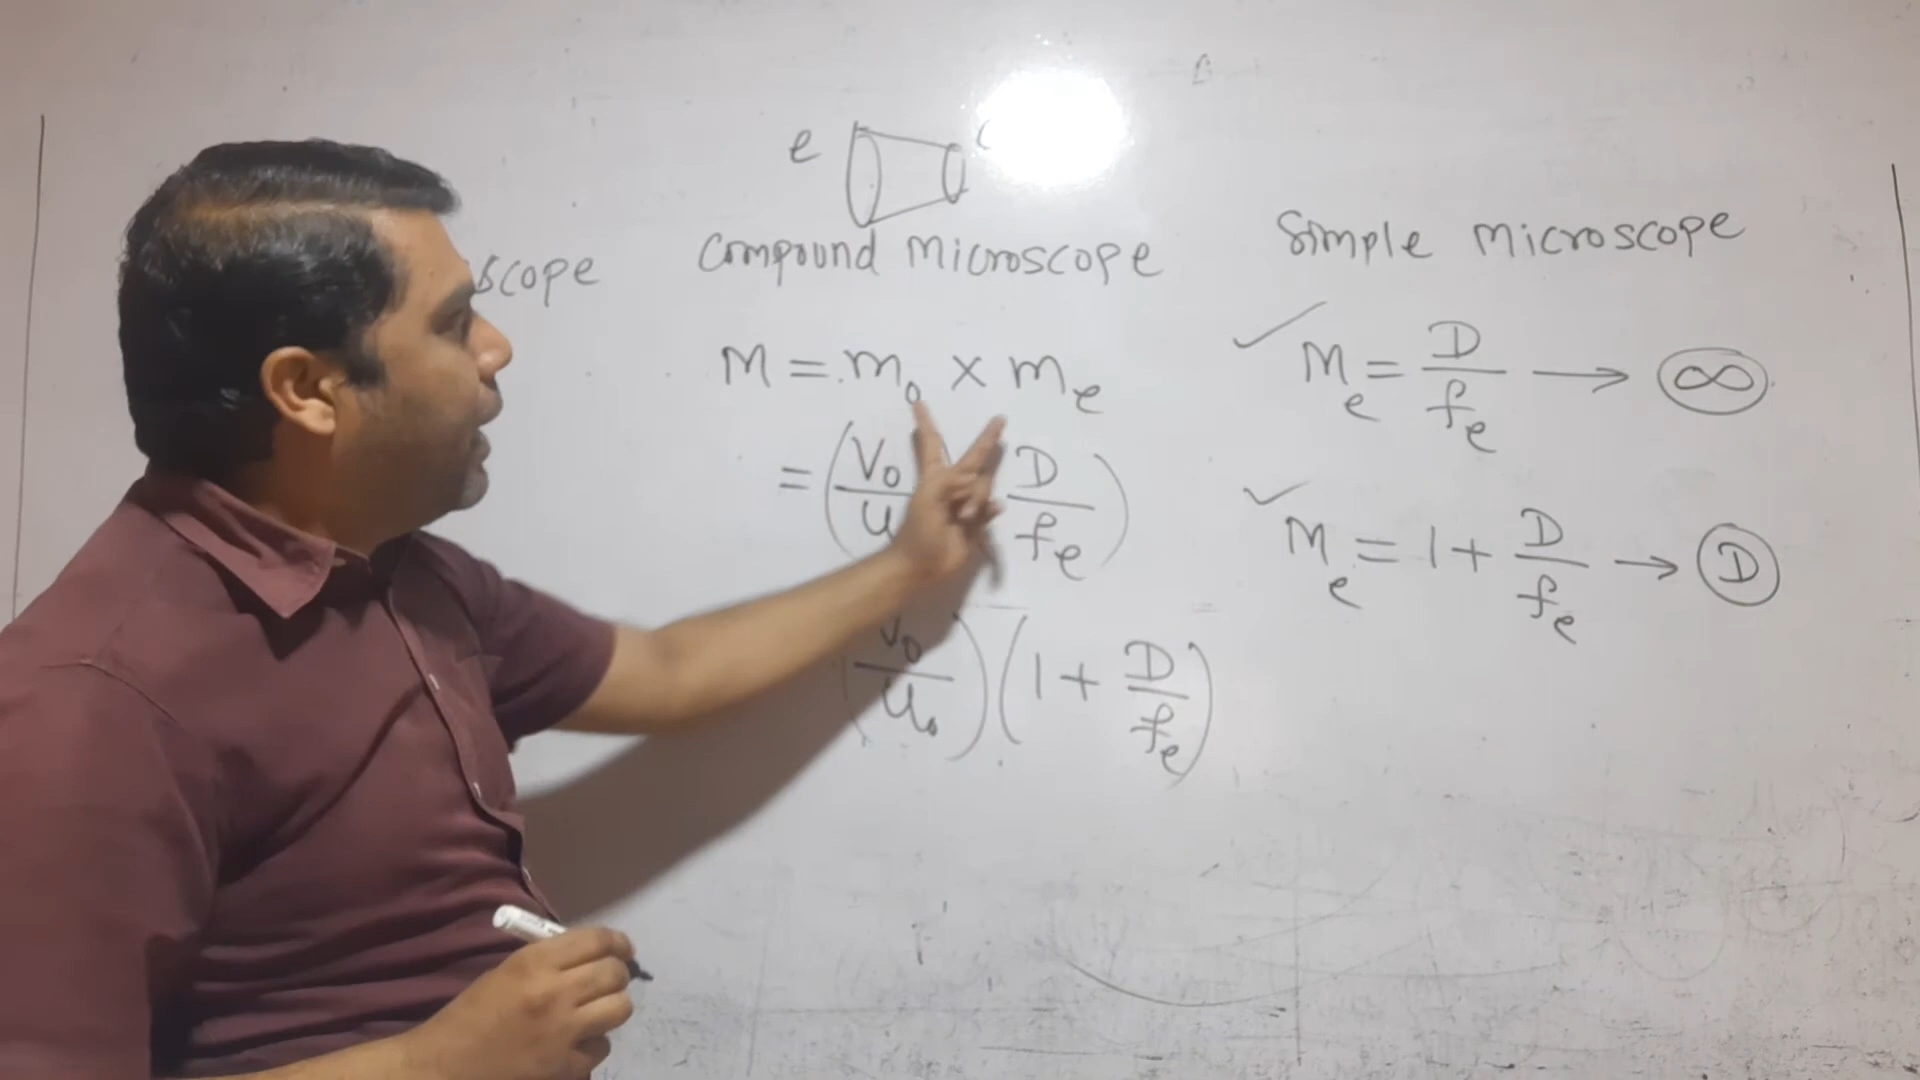 e
scope
Compound Microscope
M = m₀ × mₑ
= (V₀/u D/fₑ)
(V₀/u₀)(1 + D/fₑ)
Simple Microscope
✓ Mₑ = D/fₑ → ∞
✓ Mₑ = 1 + D/fₑ → D